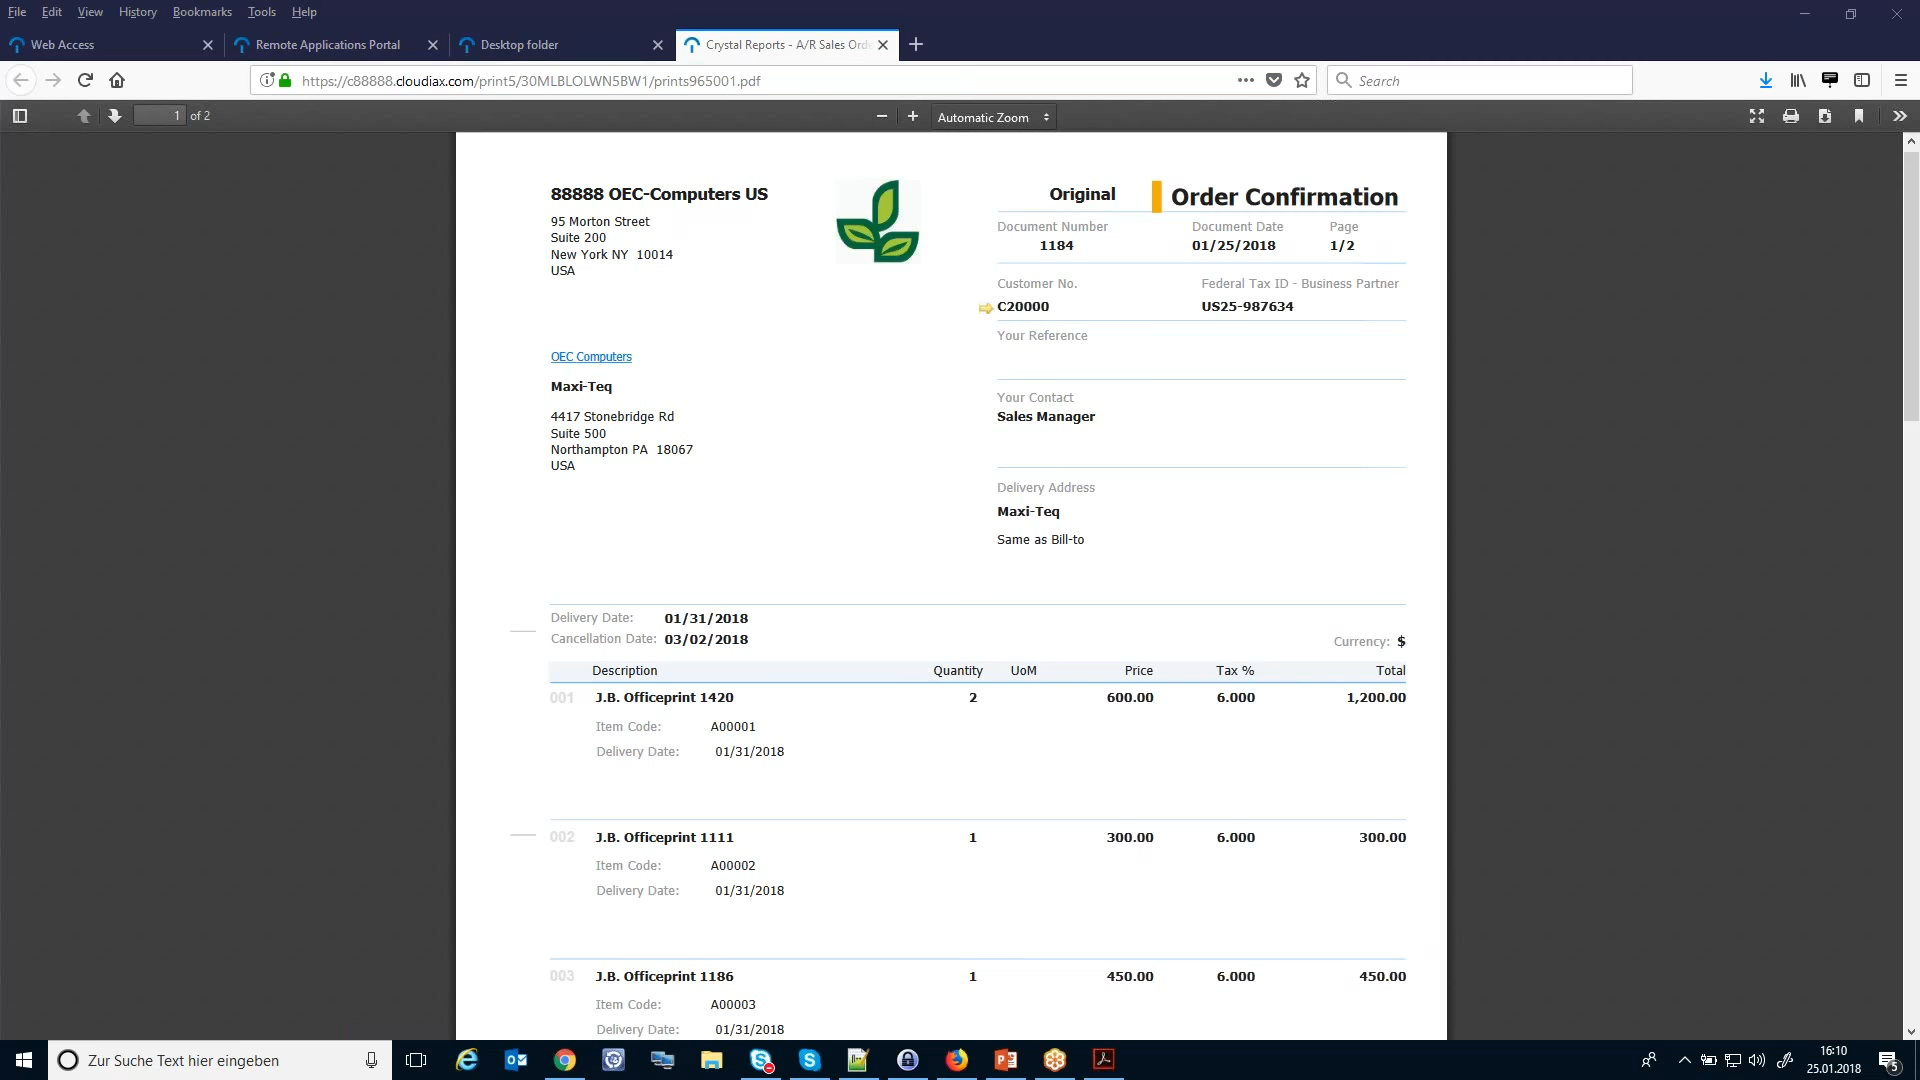 File Edit View History Bookmarks Tools Help
Web Access Remote Applications Portal Desktop folder Crystal Reports - A/R Sales Orde
https://c88888.cloudiax.com/print5/30MLBLOLWN5BW1/prints965001.pdf Search
1 of 2 Automatic Zoom
88888 OEC-Computers US
95 Morton Street
Suite 200
New York NY 10014
USA
Original Order Confirmation
Document Number Document Date Page
1184 01/25/2018 1/2
Customer No. Federal Tax ID - Business Partner
C20000 US25-987634
Your Reference
OEC Computers
Maxi-Teq
4417 Stonebridge Rd
Suite 500
Northampton PA 18067
USA
Your Contact
Sales Manager
Delivery Address
Maxi-Teq
Same as Bill-to
Delivery Date: 01/31/2018
Cancellation Date: 03/02/2018
Currency: $
Description Quantity UoM Price Tax % Total
001 J.B. Officeprint 1420 2 600.00 6.000 1,200.00
Item Code: A00001
Delivery Date: 01/31/2018
002 J.B. Officeprint 1111 1 300.00 6.000 300.00
Item Code: A00002
Delivery Date: 01/31/2018
003 J.B. Officeprint 1186 1 450.00 6.000 450.00
Item Code: A00003
Delivery Date: 01/31/2018
Zur Suche Text hier eingeben
16:10
25.01.2018
5